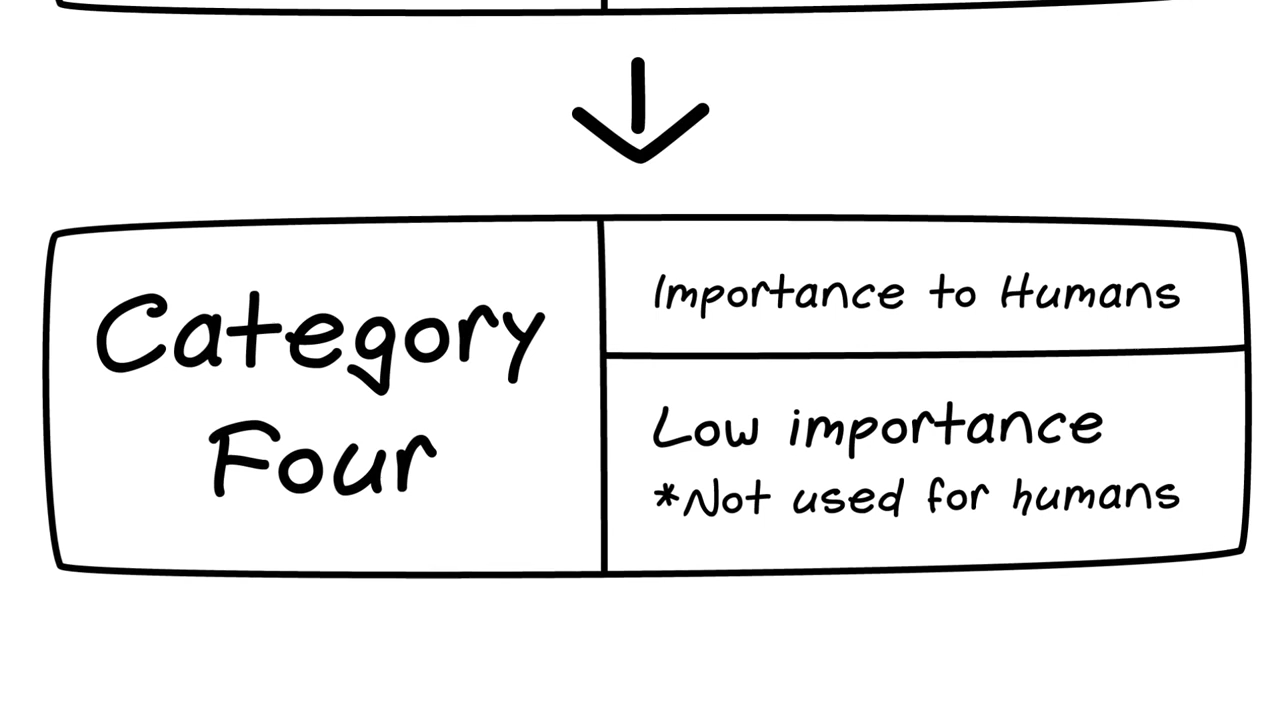 Category
Four
Importance to Humans
Low importance
*Not used for humans